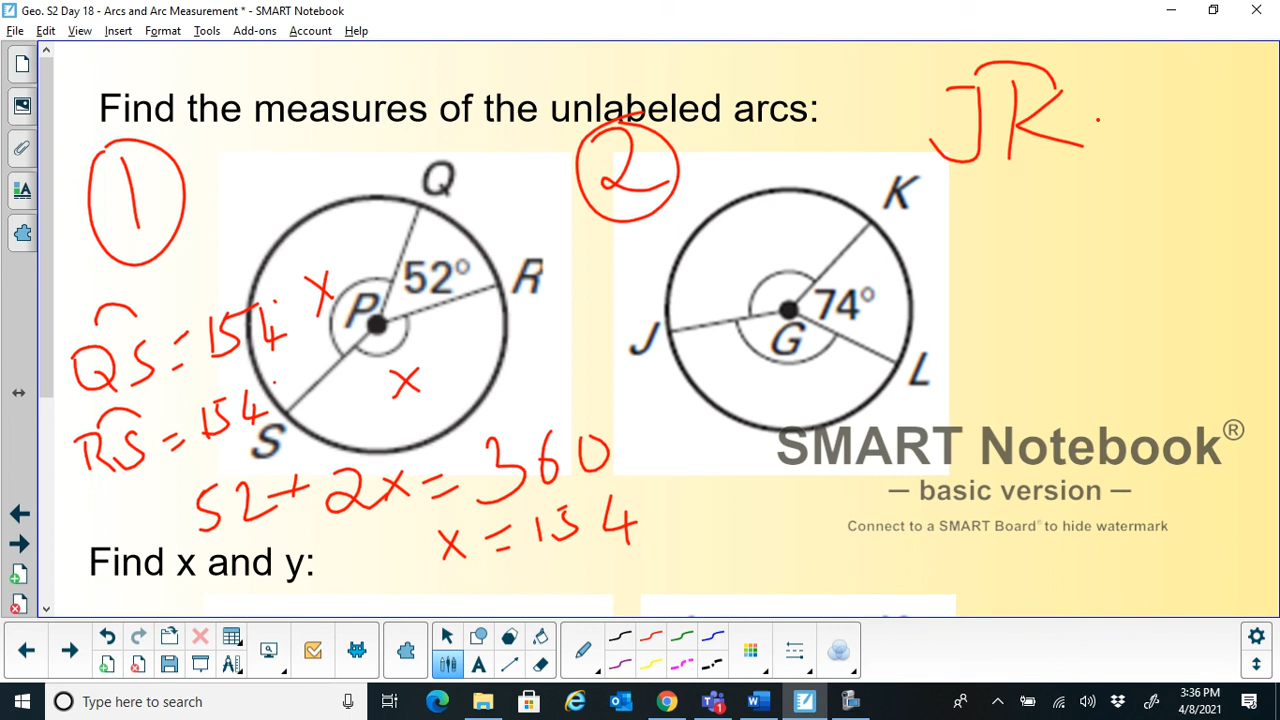 Geo. S2 Day 18 - Arcs and Arc Measurement * - SMART Notebook
File Edit View Insert Format Tools Add-ons Account Help
Find the measures of the unlabeled arcs:
JK
1
2
Q
K
52°
R
x
P
74°
QS = 154
J
G
L
x
RS = 154
S
SMART Notebook®
— basic version —
52 + 2x = 360
Connect to a SMART Board® to hide watermark
x = 154
Find x and y:
A
Type here to search
1
3:36 PM
4/8/2021